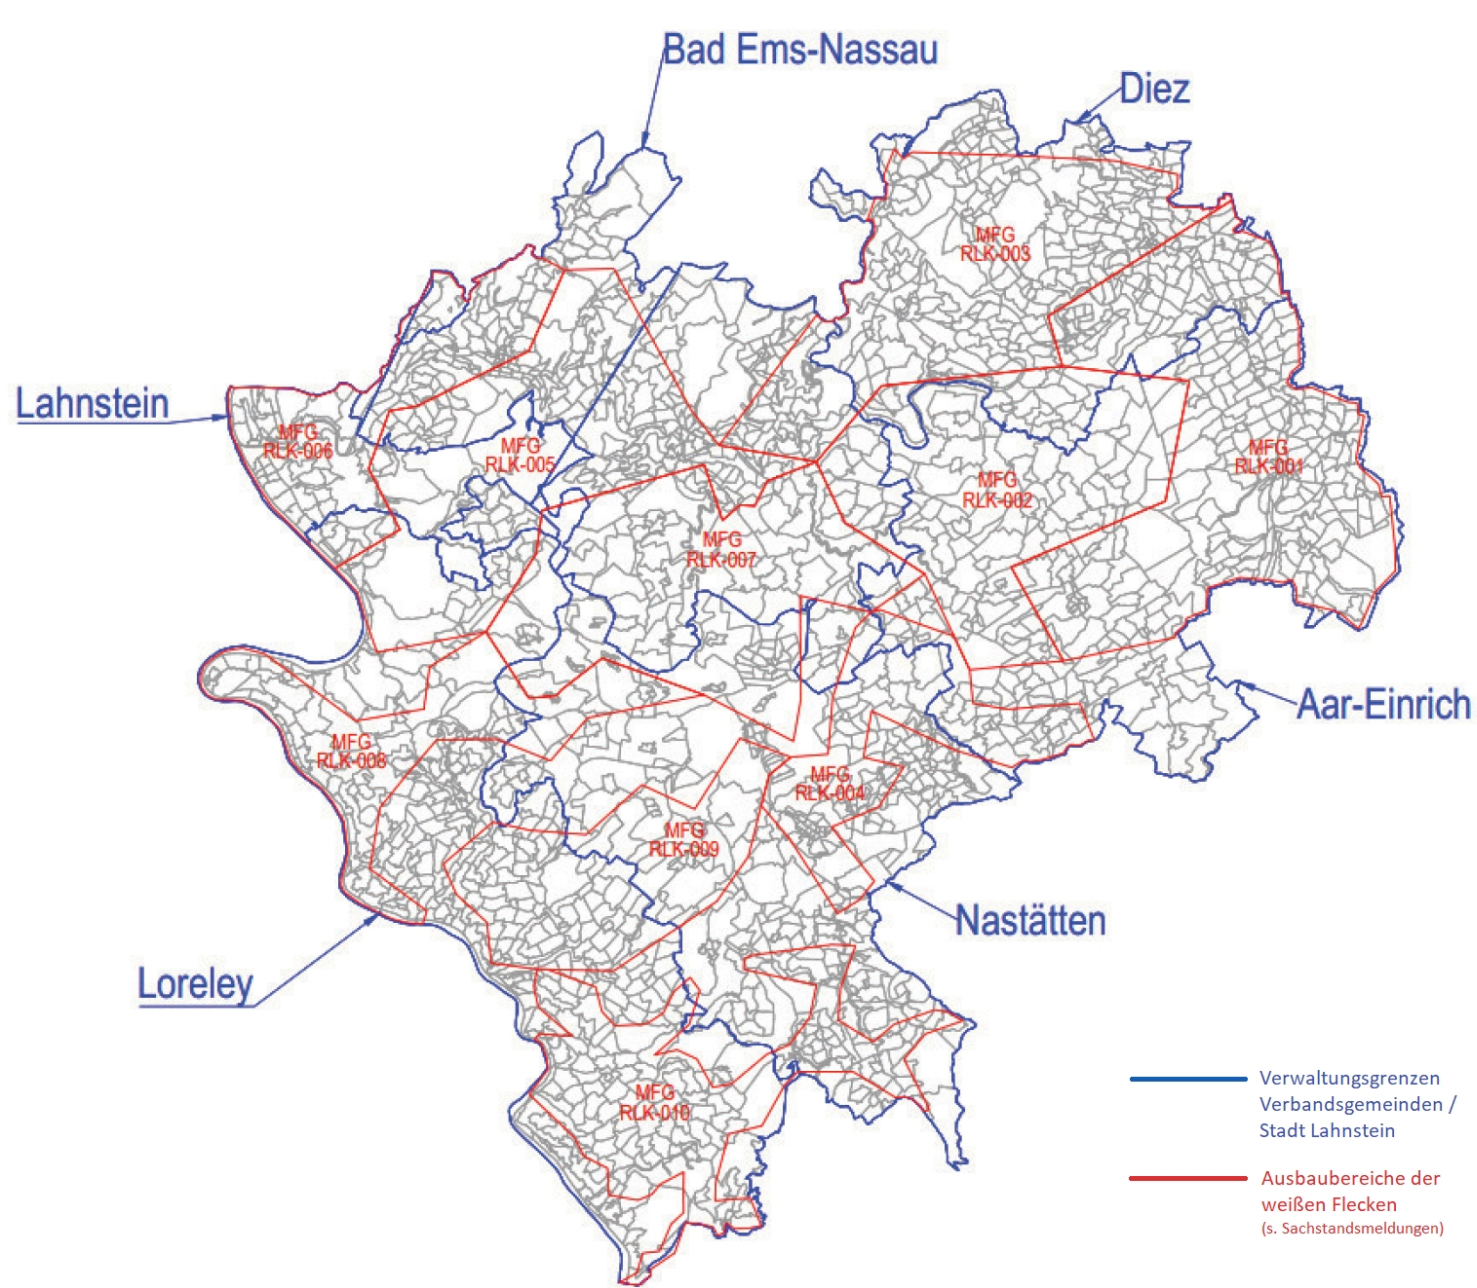 Bad Ems-Nassau
Diez
MFG
RLK-003
Lahnstein
MFG
RLK-006
MFG
RLK-005
MFG
RLK-002
MFG
RLK-001
MFG
RLK-007
Aar-Einrich
MFG
RLK-008
MFG
RLK-004
MFG
RLK-009
Nastätten
Loreley
MFG
RLK-010
Verwaltungsgrenzen
Verbandsgemeinden /
Stadt Lahnstein
Ausbaubereiche der
weißen Flecken
(s. Sachstandsmeldungen)